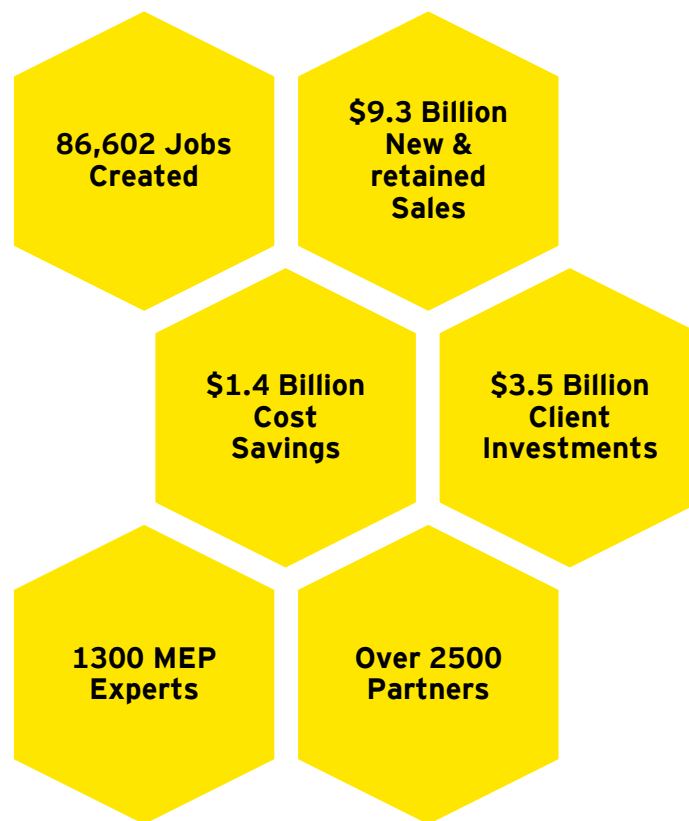 86,602 Jobs
Created
$9.3 Billion
New &
retained
Sales
$1.4 Billion
Cost
Savings
$3.5 Billion
Client
Investments
1300 MEP
Experts
Over 2500
Partners